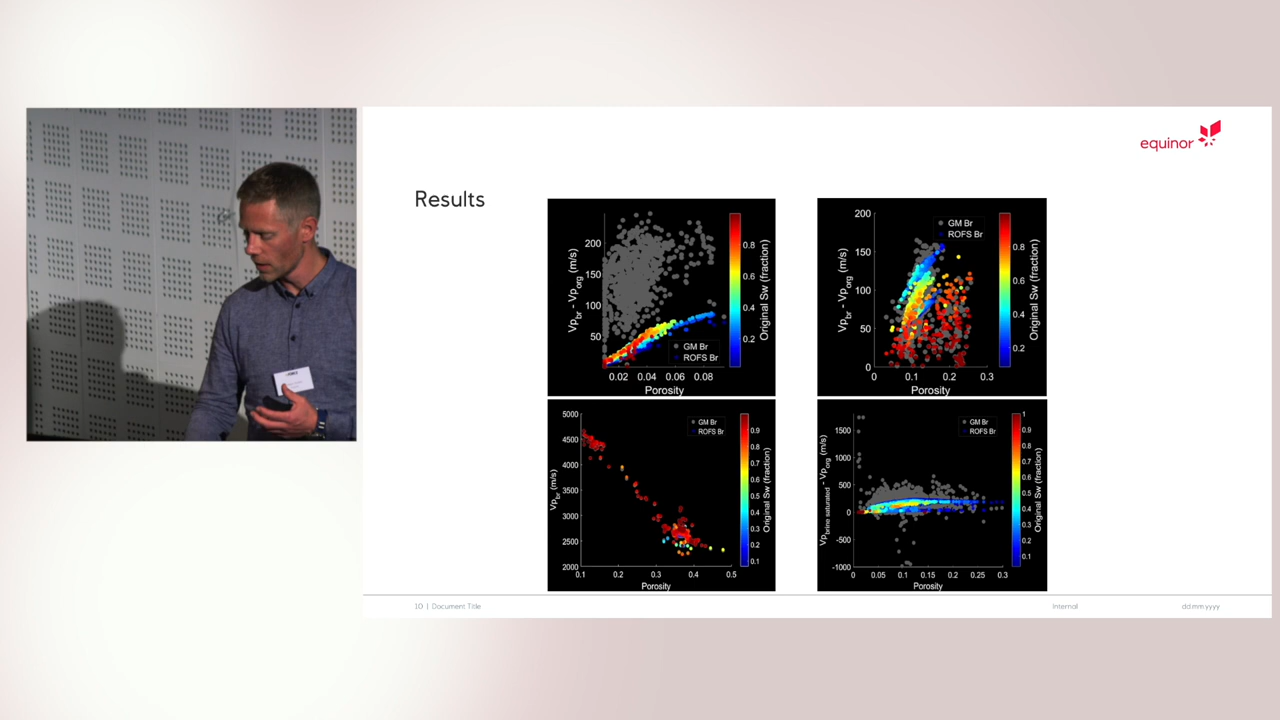 equinor
Results
200
150
100
50
Vp_br - Vp_org (m/s)
GM Br
ROFS Br
0.02 0.04 0.06 0.08
Porosity
0.8
0.6
0.4
0.2
Original Sw (fraction)
200
150
100
50
0
Vp_br - Vp_org (m/s)
GM Br
ROFS Br
0 0.1 0.2 0.3
Porosity
0.8
0.6
0.4
0.2
Original Sw (fraction)
5000
4500
4000
3500
3000
2500
2000
Vp_br (m/s)
GM Br
ROFS Br
0.1 0.2 0.3 0.4 0.5
Porosity
0.9
0.8
0.7
0.6
0.5
0.4
0.3
0.2
0.1
Original Sw (fraction)
1500
1000
500
0
-500
-1000
Vp_brine saturated - Vp_org (m/s)
GM Br
ROFS Br
0 0.05 0.1 0.15 0.2 0.25 0.3
Porosity
1
0.9
0.8
0.7
0.6
0.5
0.4
0.3
0.2
0.1
Original Sw (fraction)
10 | Document Title
Internal
dd.mm.yyyy